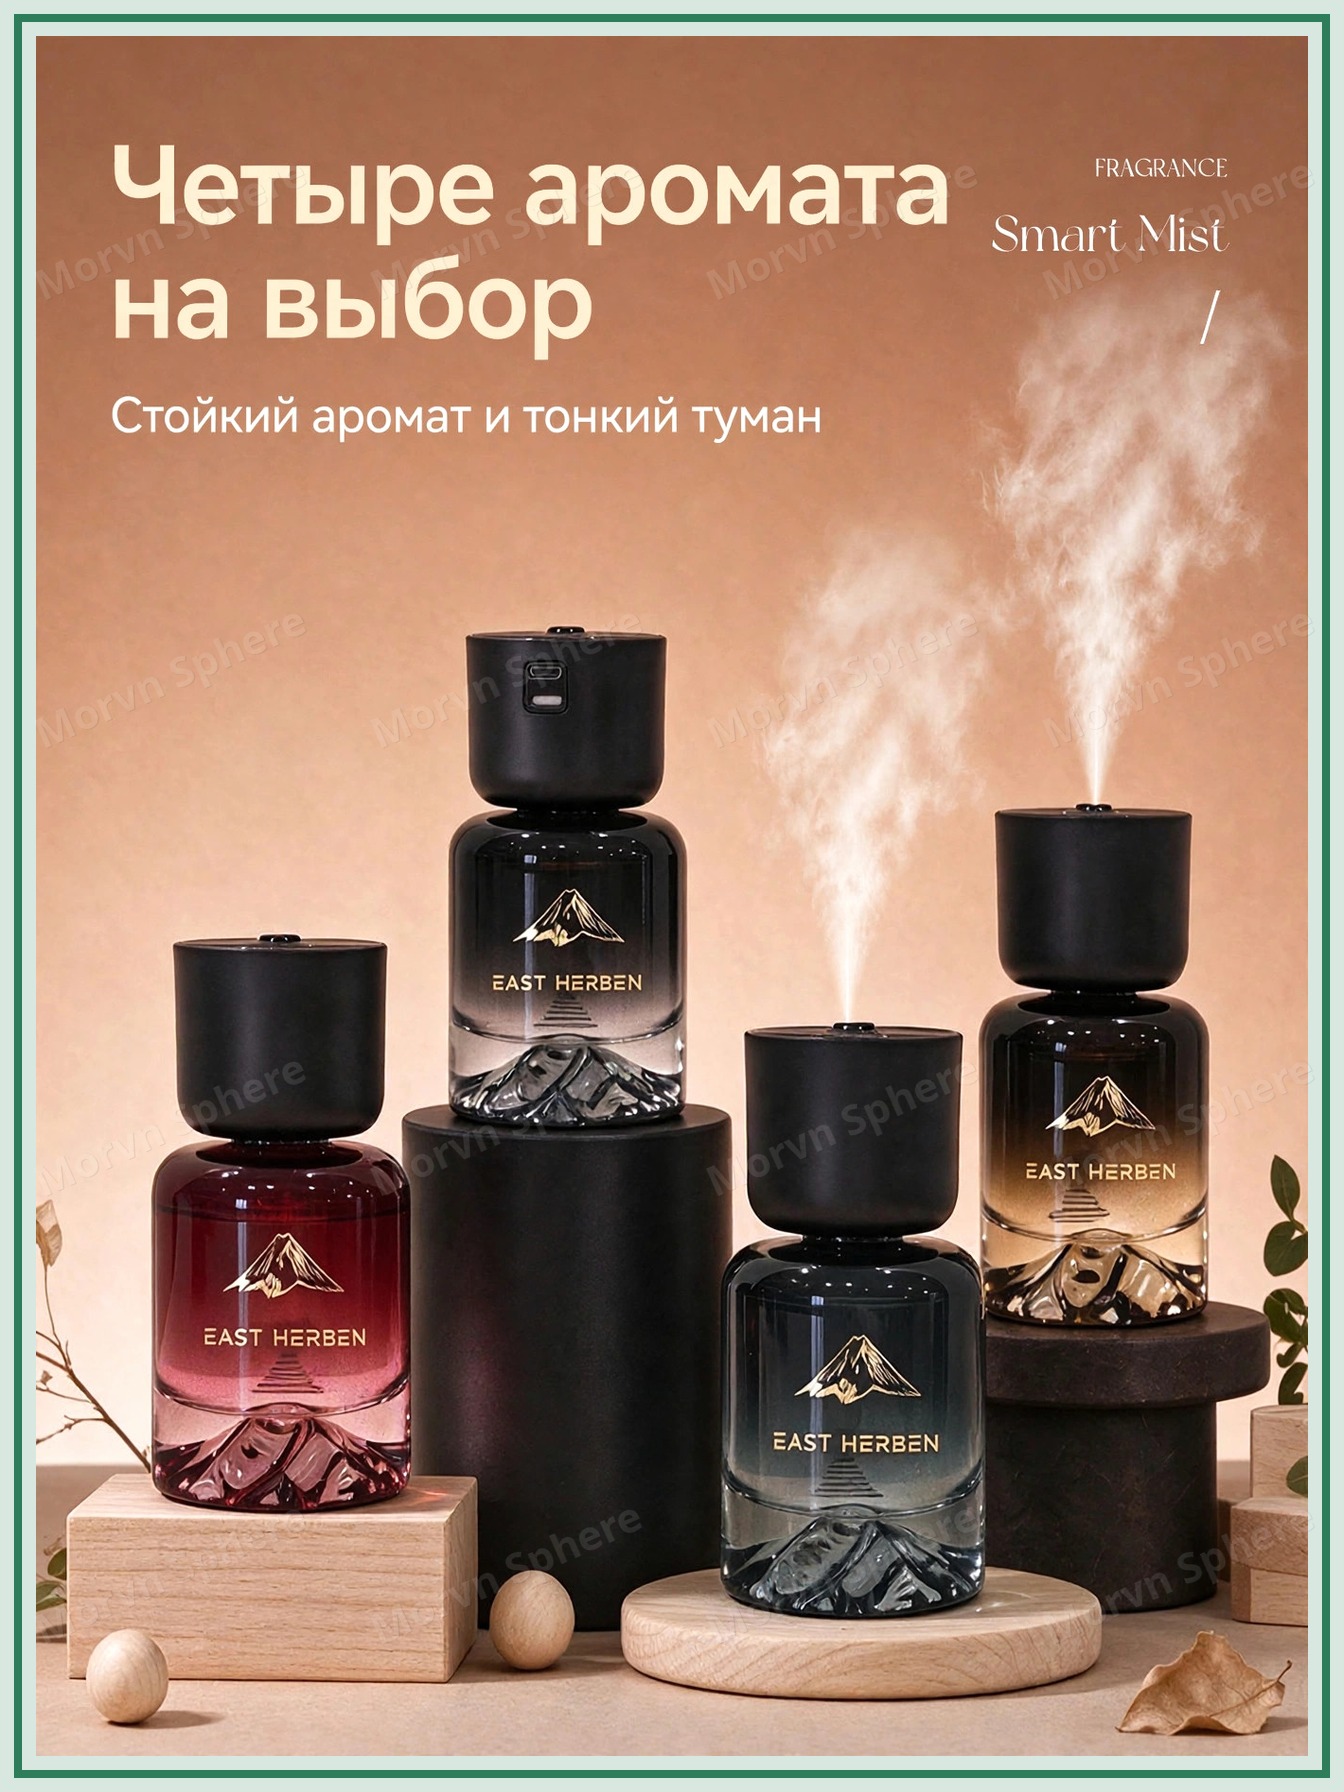 Четыре аромата
на выбор
Стойкий аромат и тонкий туман
FRAGRANCE
Smart Mist
/
EAST HERBEN
EAST HERBEN
EAST HERBEN
EAST HERBEN
Morvn Sphere